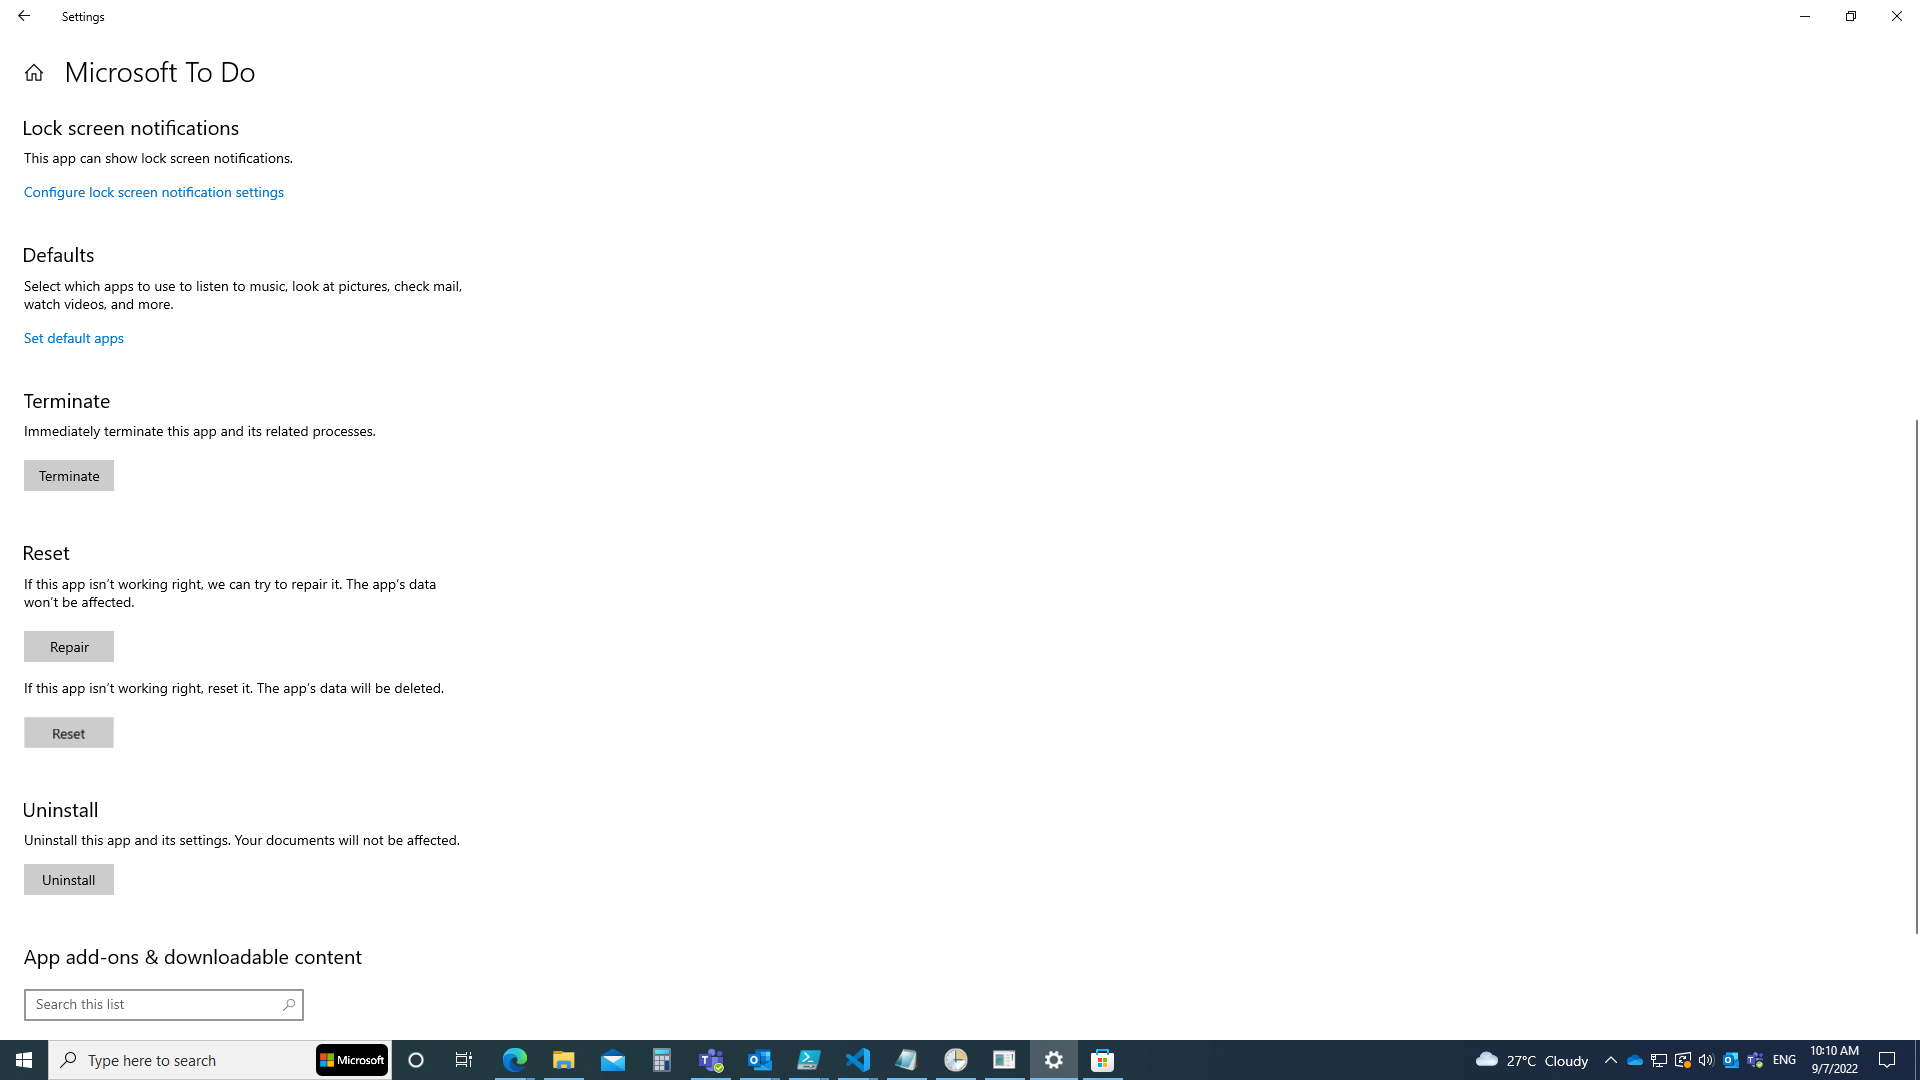 Settings
Microsoft To Do
Lock screen notifications
This app can show lock screen notifications.
Configure lock screen notification settings
Defaults
Select which apps to use to listen to music, look at pictures, check mail,
watch videos, and more.
Set default apps
Terminate
Immediately terminate this app and its related processes.
Terminate
Reset
If this app isn't working right, we can try to repair it. The app's data
won't be affected.
Repair
If this app isn't working right, reset it. The app's data will be deleted.
Reset
Uninstall
Uninstall this app and its settings. Your documents will not be affected.
Uninstall
App add-ons & downloadable content
Search this list
Type here to search
Microsoft
27°C Cloudy
ENG
10:10 AM
9/7/2022